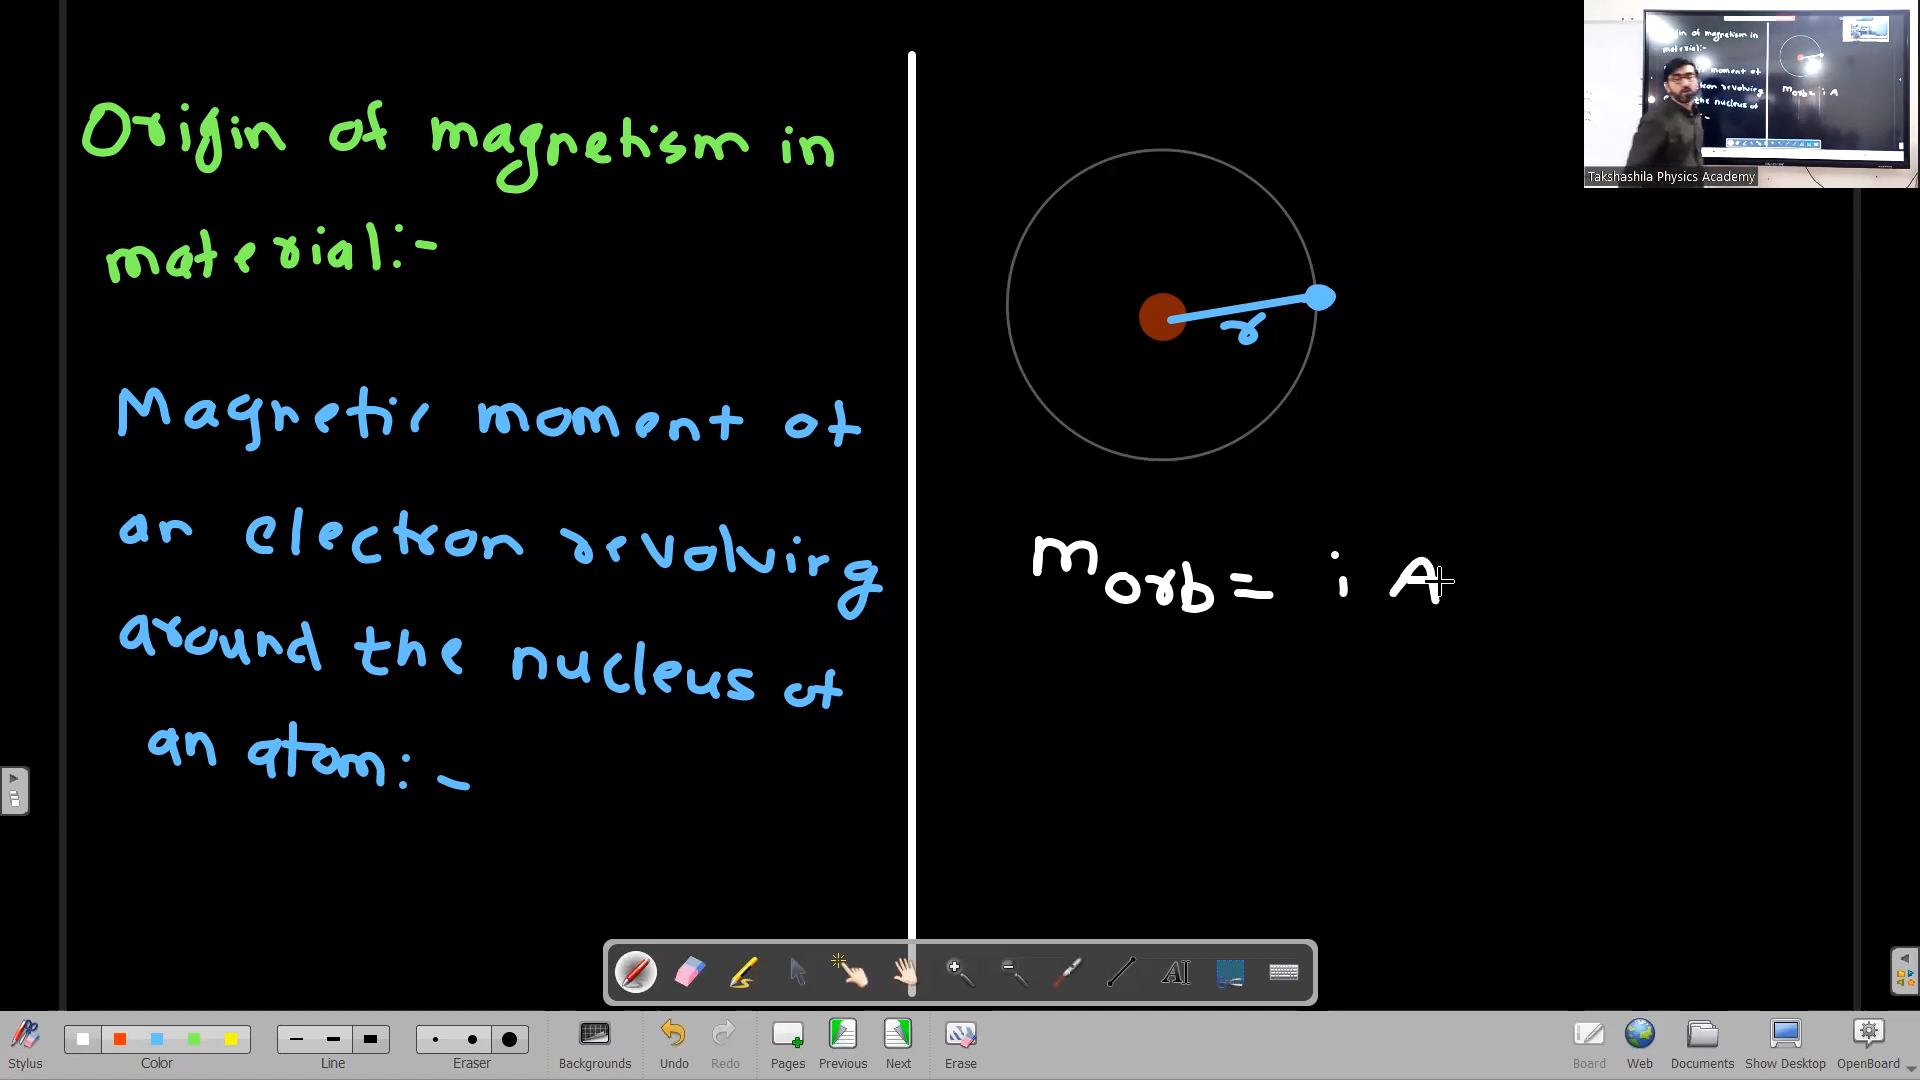 Origin of magnetism in
material:-
Magnetic moment of
an electron revolving
around the nucleus of
an atom:-
r
morb = i A
Takshashila Physics Academy
Stylus
Color
Line
Eraser
Backgrounds
Undo
Redo
Pages
Previous
Next
Erase
Board
Web
Documents
Show Desktop
OpenBoard